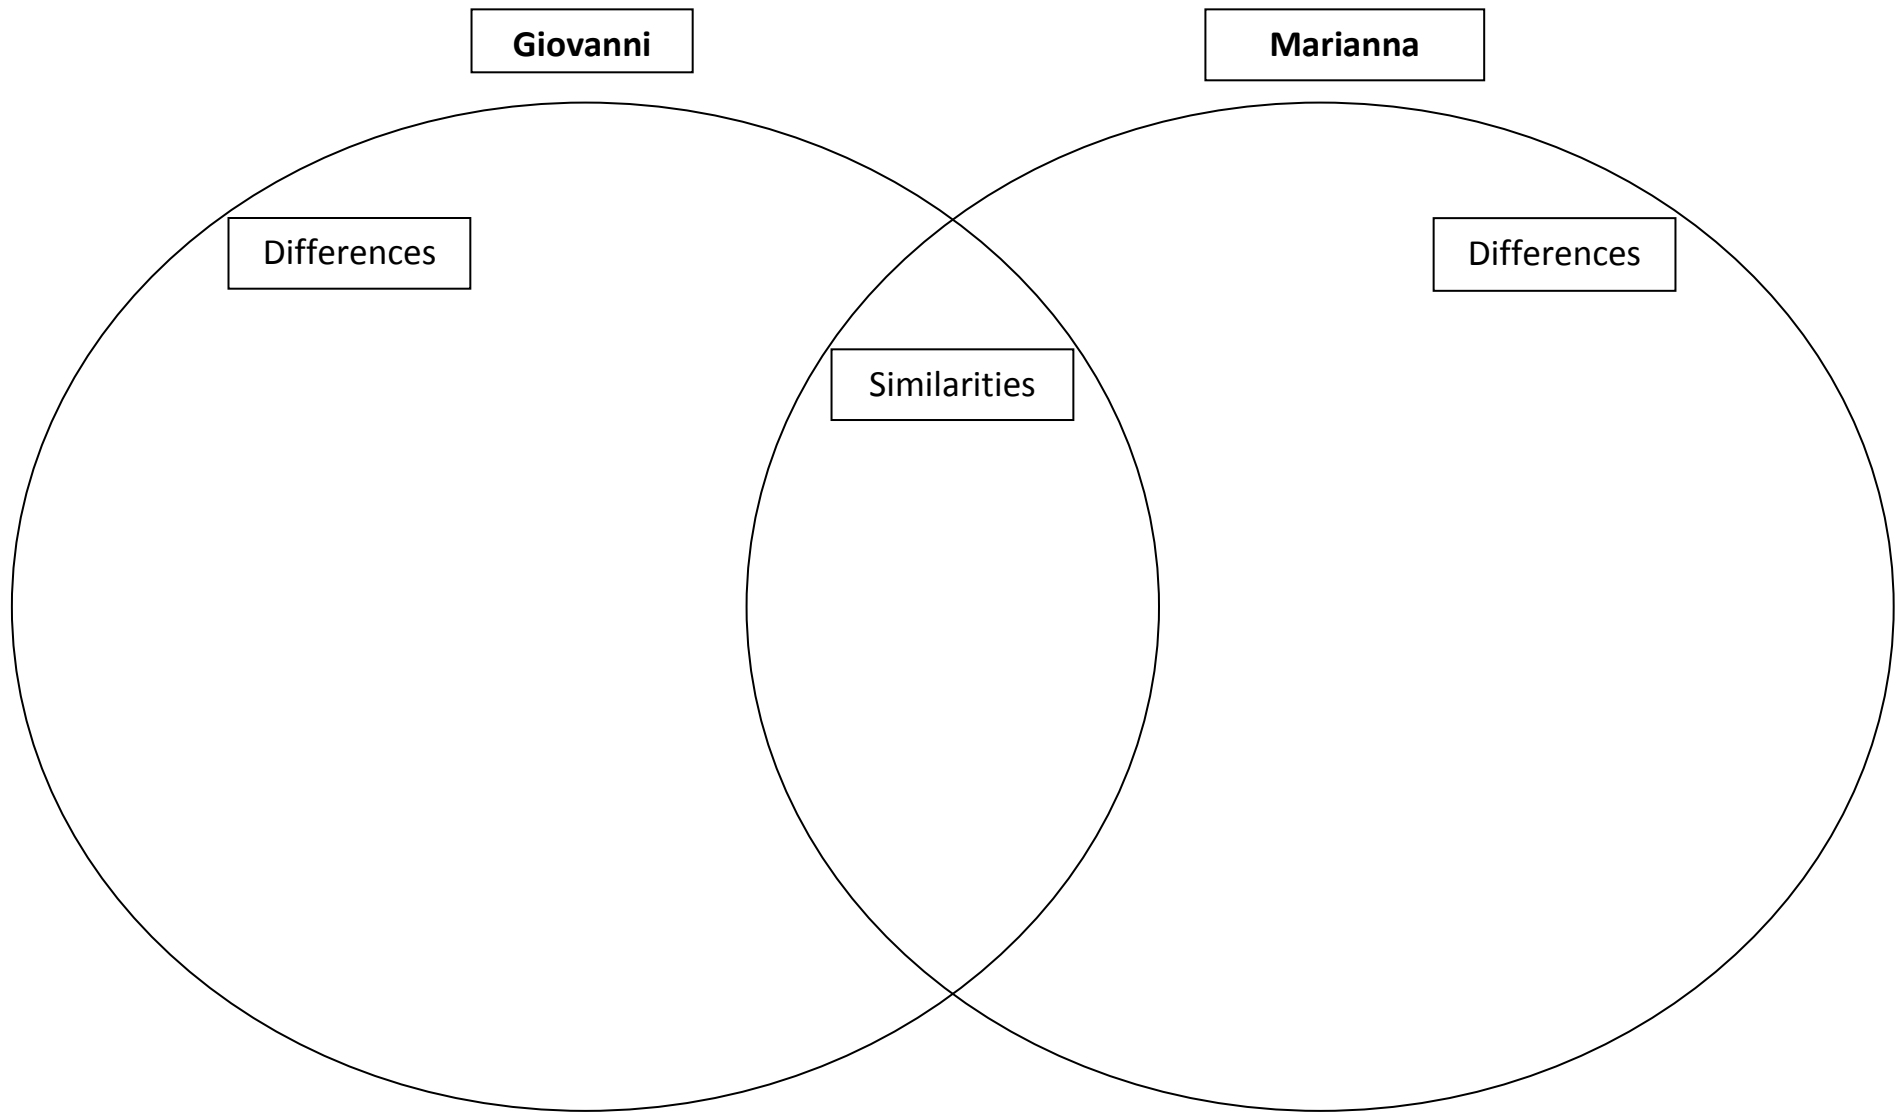 Giovanni
Marianna
Differences
Differences
Similarities